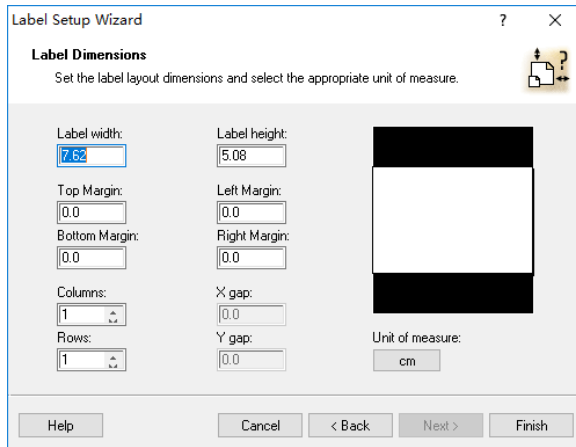 Label Setup Wizard
?
Label Dimensions
Set the label layout dimensions and select the appropriate unit of measure.
Label width: Label height:
7.62 5.08
Top Margin: Left Margin:
0.0 0.0
Bottom Margin: Right Margin:
0.0 0.0
Columns: X gap:
1 0.0
Rows: Y gap: Unit of measure:
1 0.0 cm
Help Cancel < Back Next > Finish